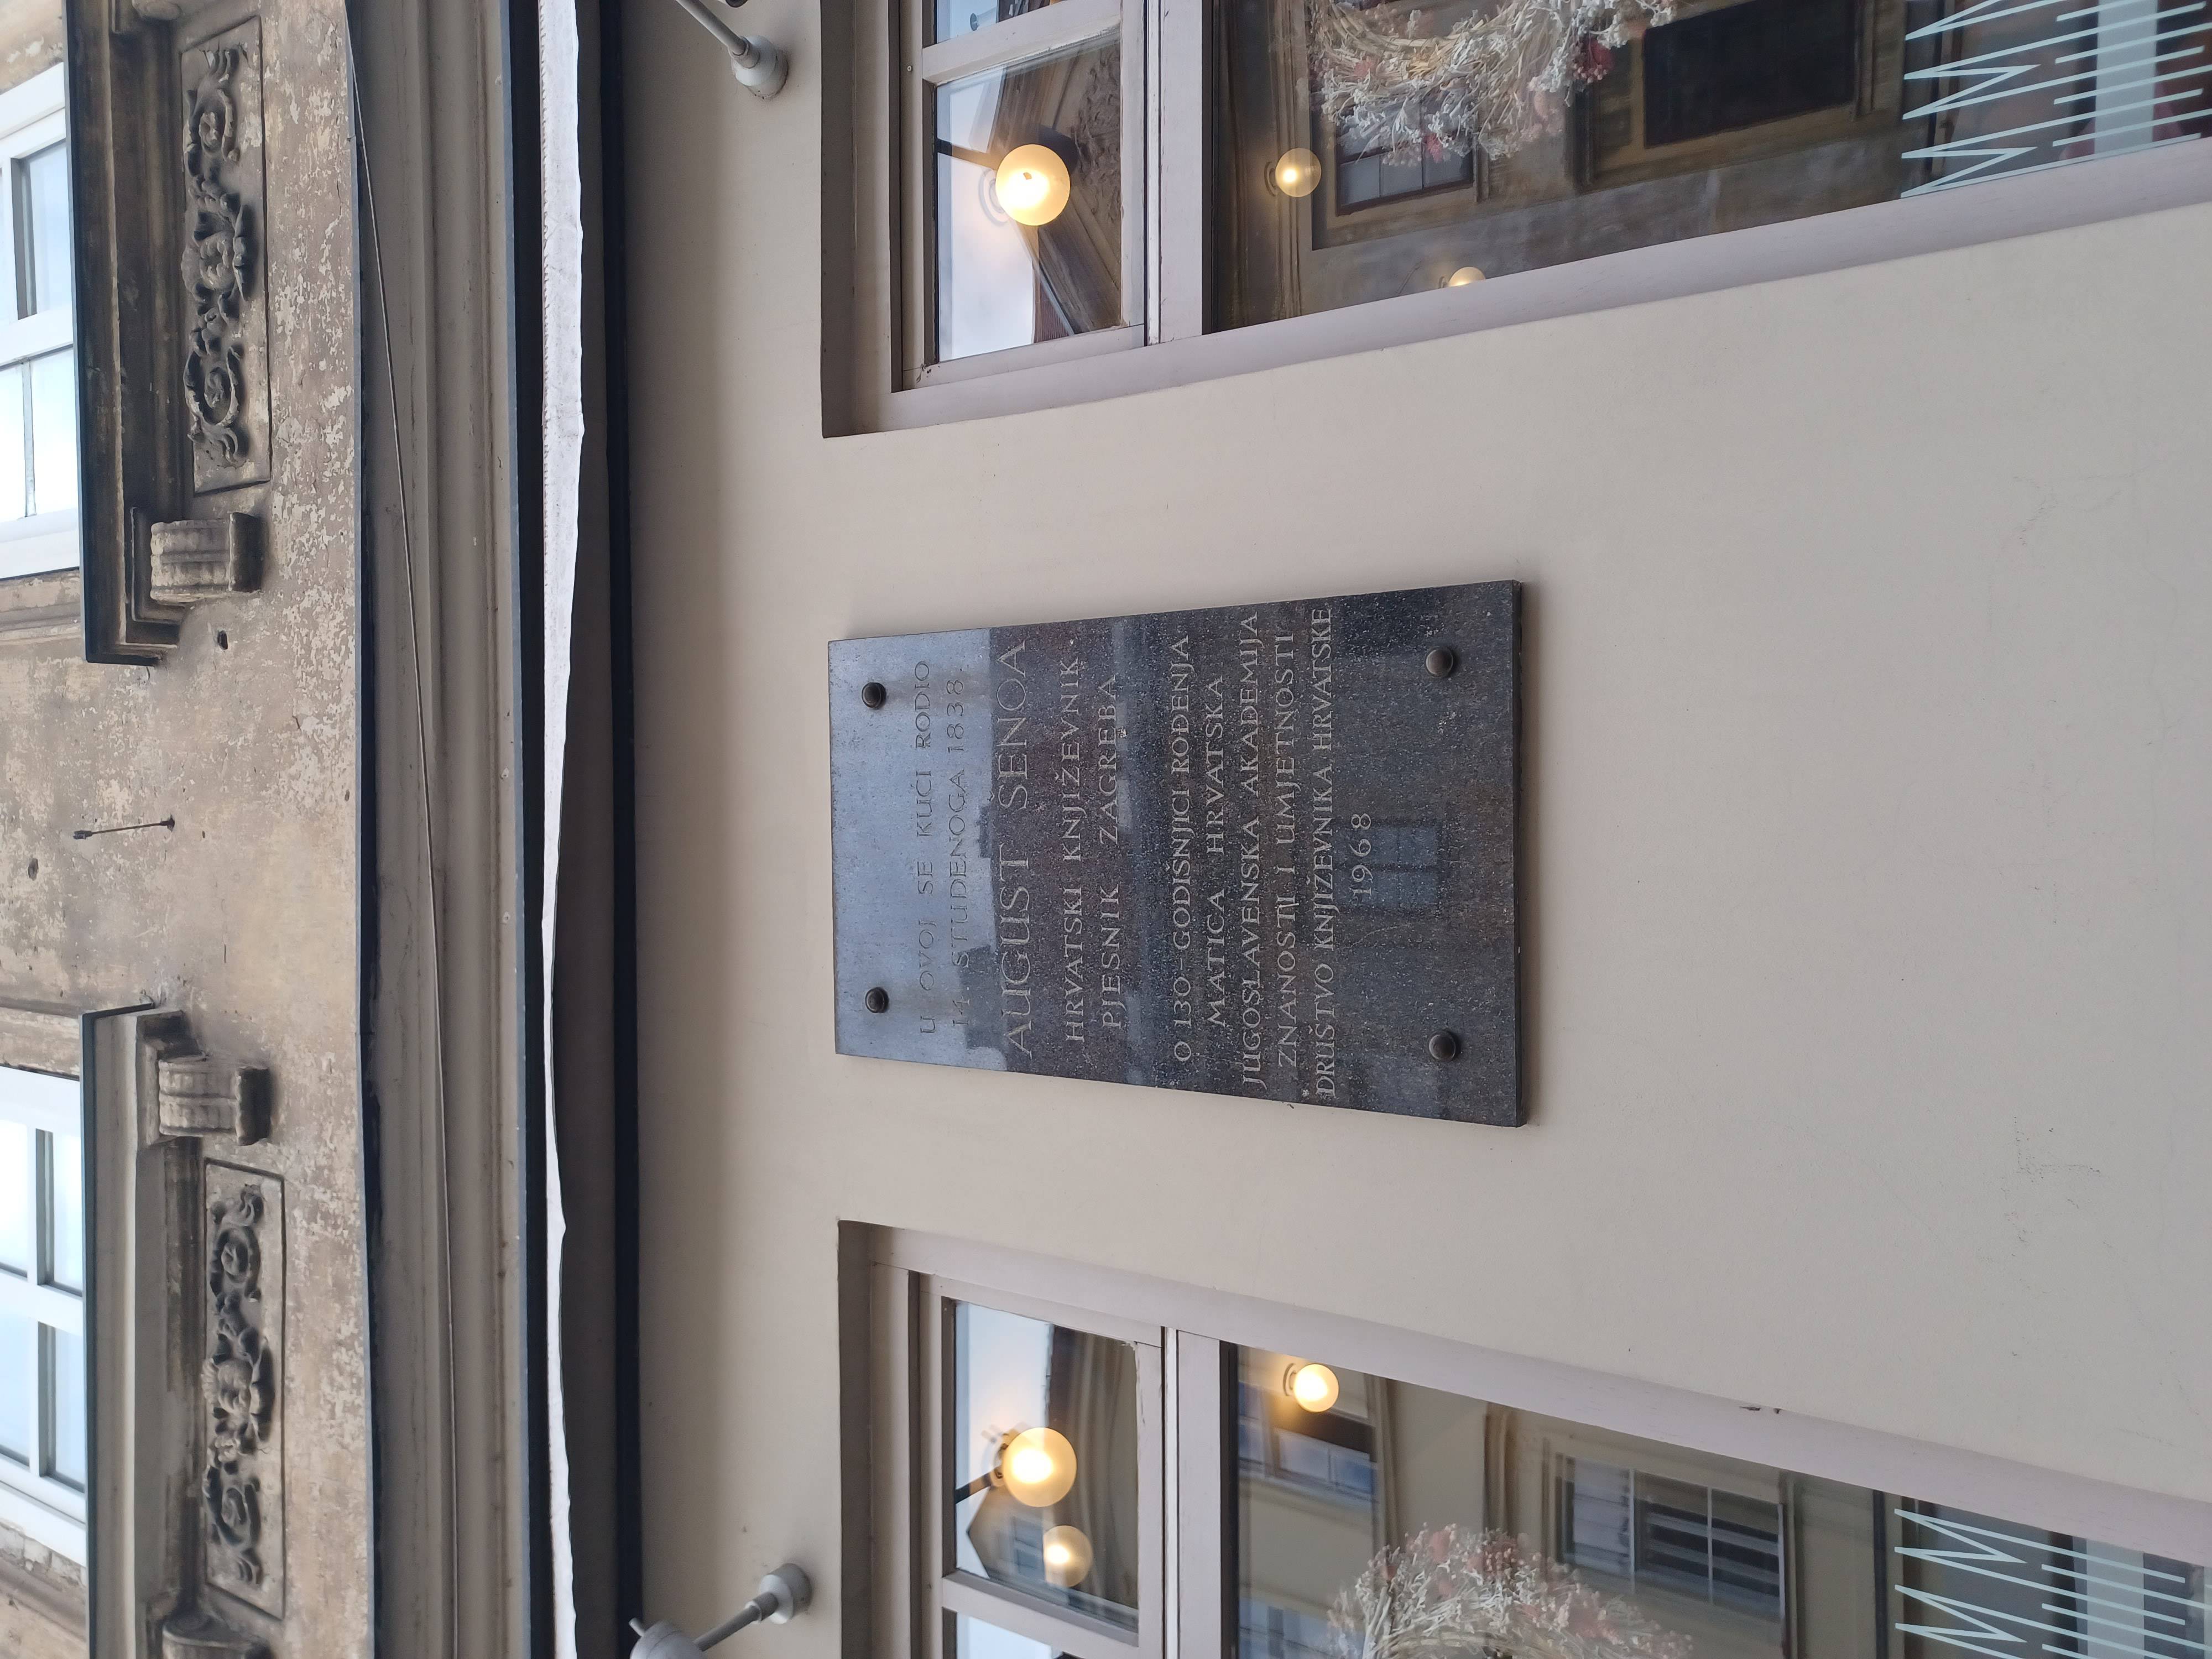 U OVOJ SE KUĆI RODIO
14. STUDENOGA 1838.
AUGUST ŠENOA
HRVATSKI KNJIŽEVNIK
PJESNIK ZAGREBA
O 130-GODIŠNJICI ROĐENJA
MATICA HRVATSKA
JUGOSLAVENSKA AKADEMIJA
ZNANOSTI I UMJETNOSTI
DRUŠTVO KNJIŽEVNIKA HRVATSKE
1968